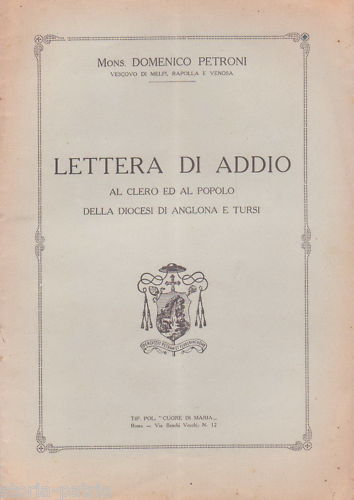 MONS. DOMENICO PETRONI
VESCOVO DI MELFI, RAPOLLA E VENOSA
LETTERA DI ADDIO
AL CLERO ED AL POPOLO
DELLA DIOCESI DI ANGLONA E TURSI
TIP. POL. "CUORE DI MARIA„
ROMA — Via Banchi Vecchi, N. 12